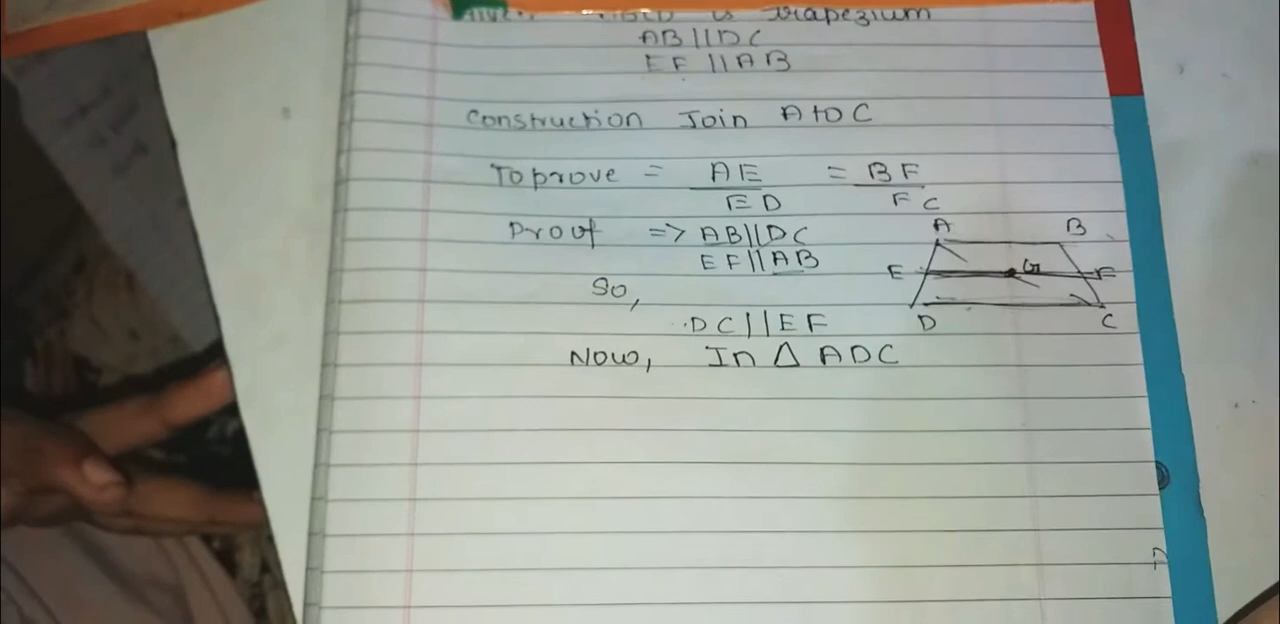 is trapezium
AB||DC
EF ||AB
Construction Join A to C
To prove = AE/ED = BF/FC
Proof => AB||DC
EF||AB
So,
DC||EF
Now, In Δ ADC
A B
E G F
D C